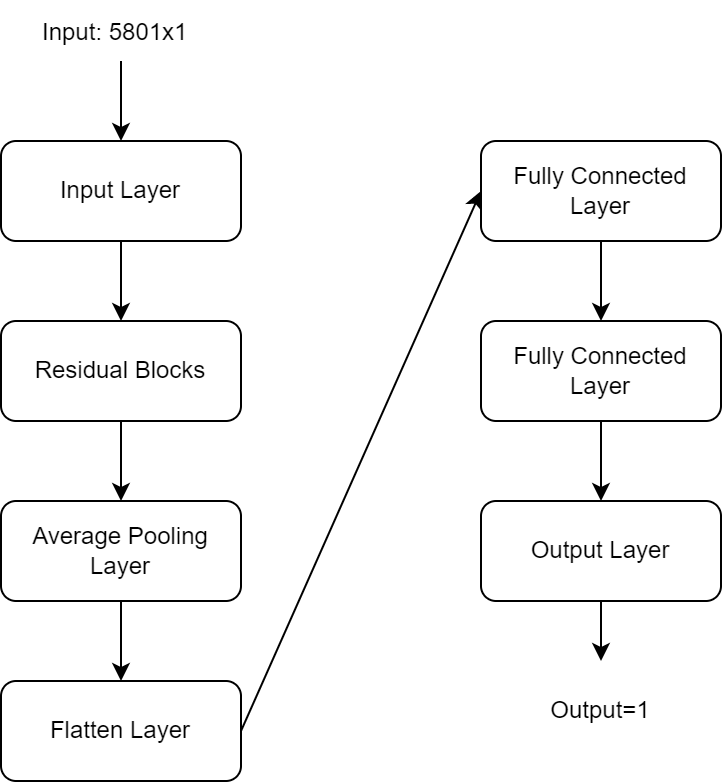 Input: 5801x1
Input Layer
Residual Blocks
Average Pooling
Layer
Flatten Layer
Fully Connected
Layer
Fully Connected
Layer
Output Layer
Output=1